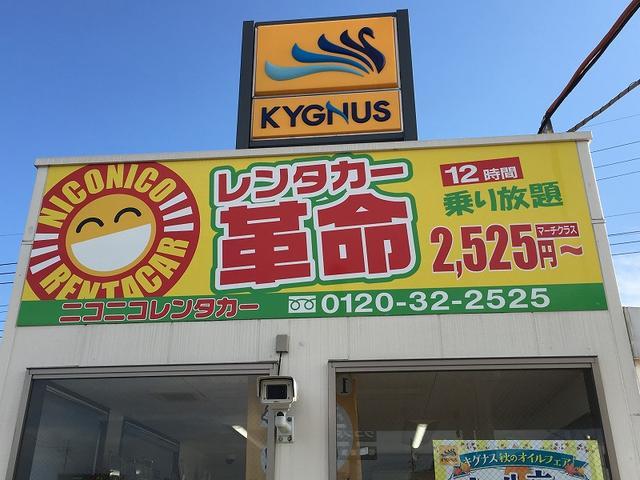 KYGNUS
NICONICO
RENTACAR
レンタカー
革命
12時間
乗り放題
マーチクラス
2,525円~
ニコニコレンタカー
0120-32-2525
KYGNUS
キグナス秋のオイルフェア!